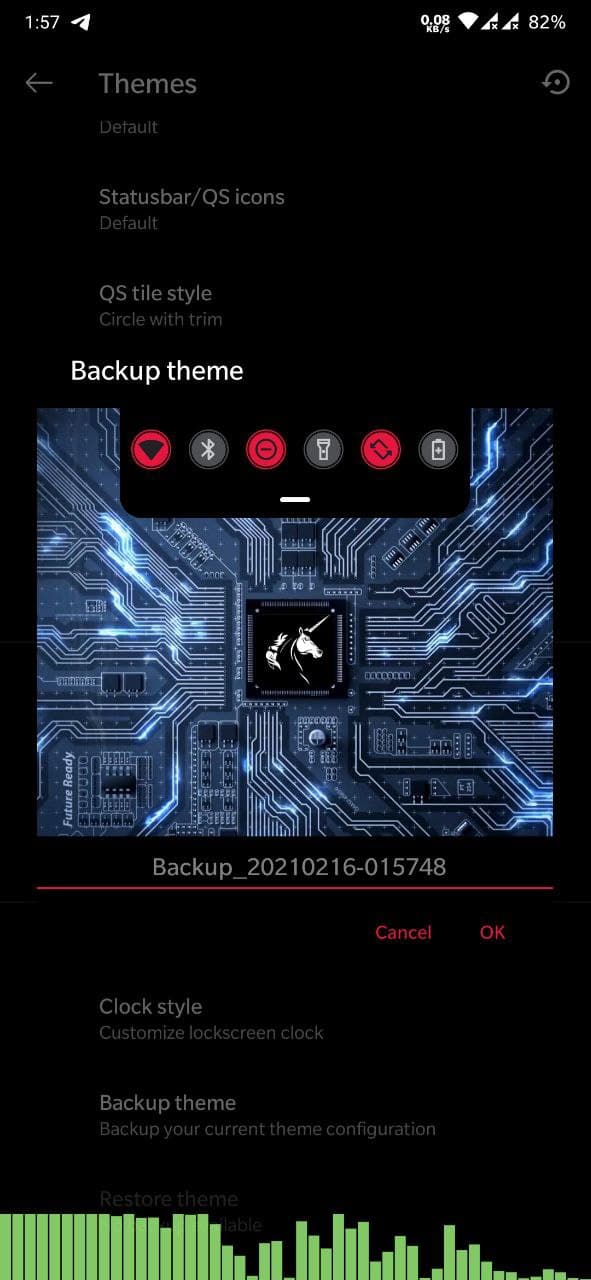 1:57
0.08
KB/s
82%
Themes
Default
Statusbar/QS icons
Default
QS tile style
Circle with trim
Backup theme
Future Ready
Backup_20210216-015748
Cancel
OK
Clock style
Customize lockscreen clock
Backup theme
Backup your current theme configuration
Restore theme